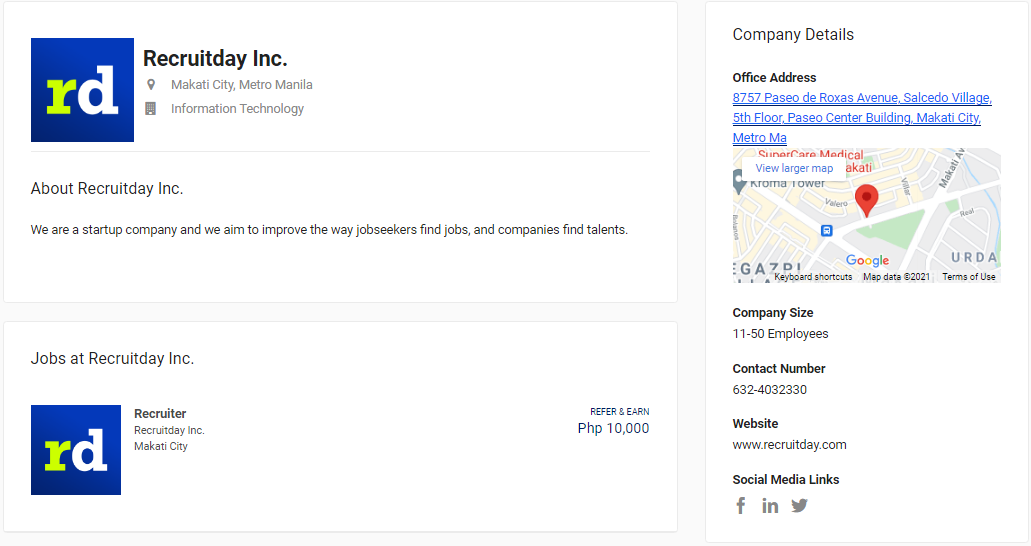 rd
Recruitday Inc.
Makati City, Metro Manila
Information Technology
About Recruitday Inc.
We are a startup company and we aim to improve the way jobseekers find jobs, and companies find talents.
Jobs at Recruitday Inc.
rd
Recruiter
Recruitday Inc.
Makati City
REFER & EARN
Php 10,000
Company Details
Office Address
8757 Paseo de Roxas Avenue, Salcedo Village,
5th Floor, Paseo Center Building, Makati City,
Metro Ma
SuperCare Medical
akati
View larger map
Kroma Tower
Makati Av
Villar
Valero
Real
EGAZPI
URDA
Google
Keyboard shortcuts
Map data ©2021
Terms of Use
Company Size
11-50 Employees
Contact Number
632-4032330
Website
www.recruitday.com
Social Media Links